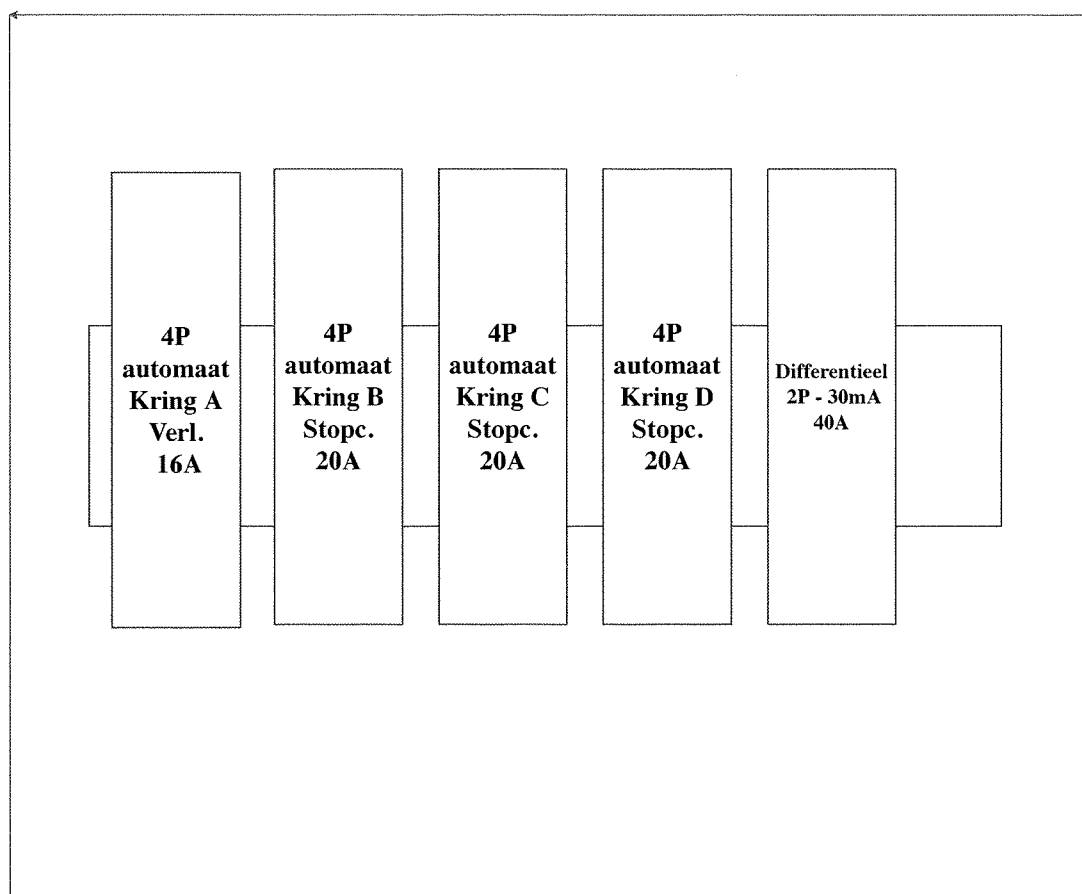 4P
automaat
Kring A
Verl.
16A
4P
automaat
Kring B
Stopc.
20A
4P
automaat
Kring C
Stopc.
20A
4P
automaat
Kring D
Stopc.
20A
Differentieel
2P - 30mA
40A